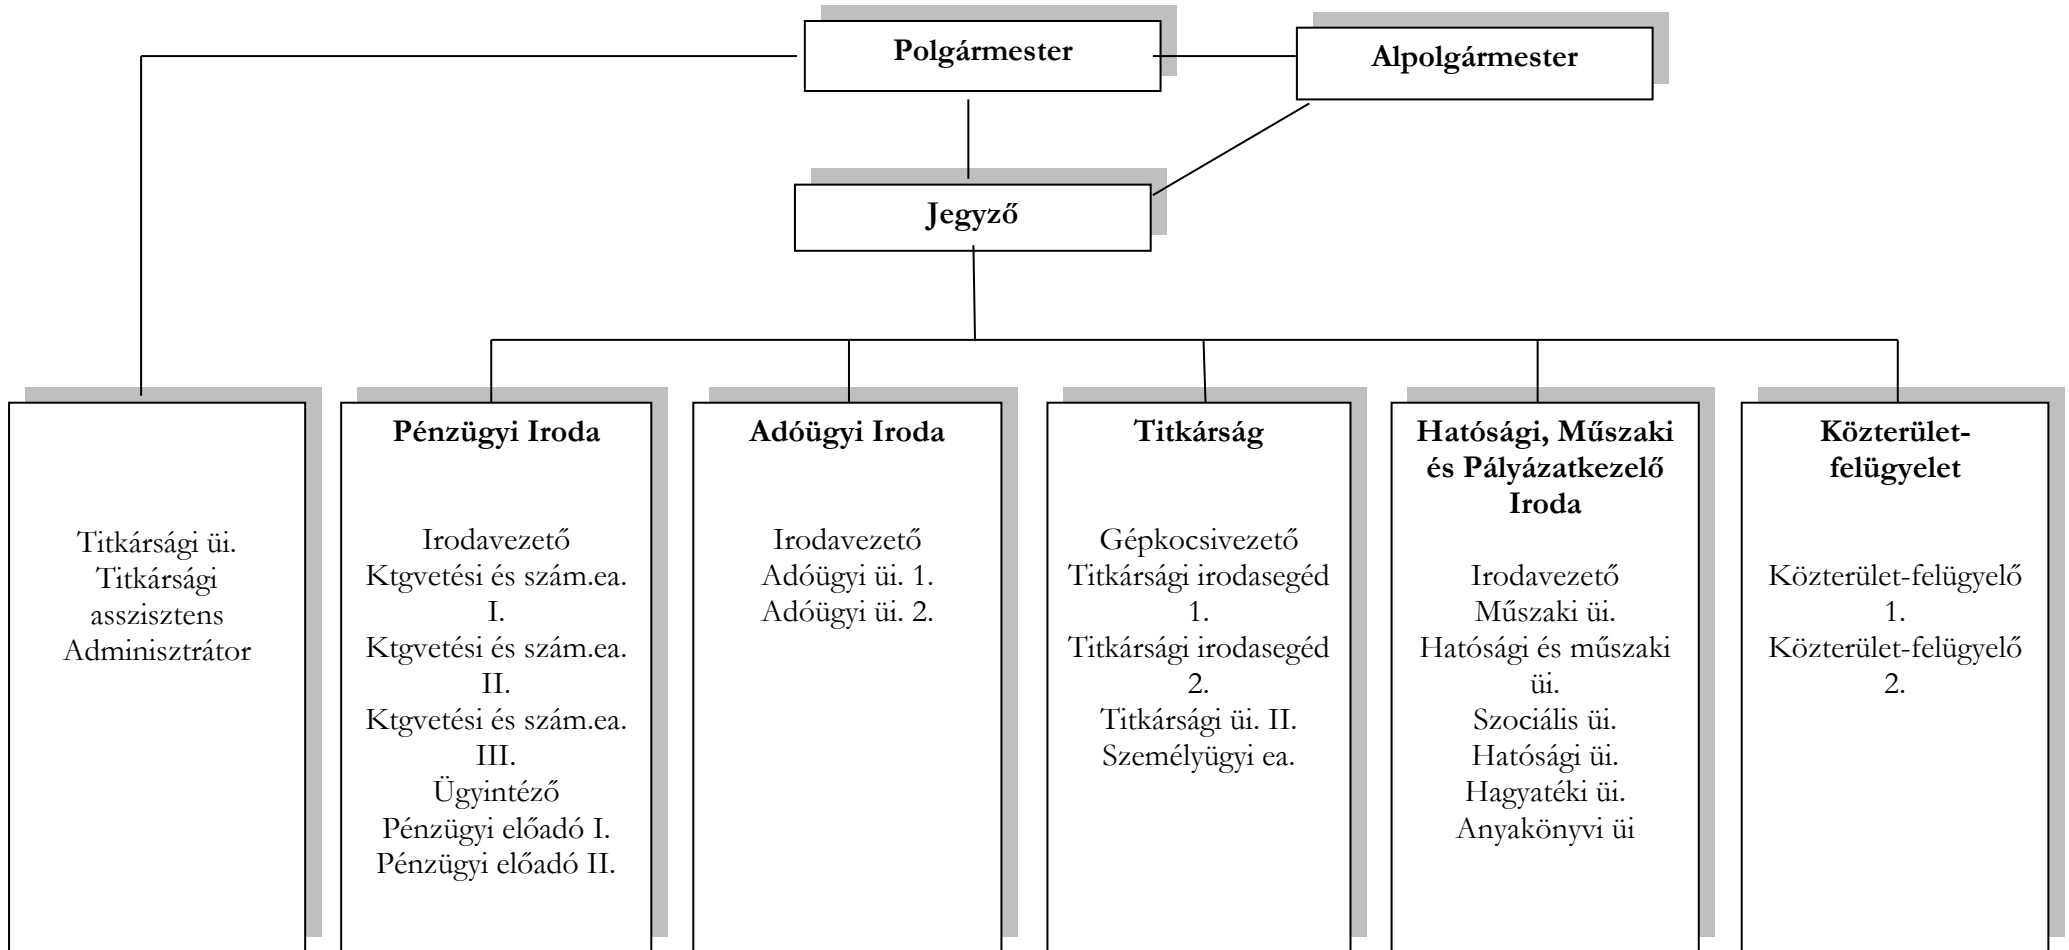 Polgármester
Alpolgármester
Jegyző
Titkársági üi.
Titkársági
asszisztens
Adminisztrátor
Pénzügyi Iroda
Irodavezető
Ktgvetési és szám.ea.
I.
Ktgvetési és szám.ea.
II.
Ktgvetési és szám.ea.
III.
Ügyintéző
Pénzügyi előadó I.
Pénzügyi előadó II.
Adóügyi Iroda
Irodavezető
Adóügyi üi. 1.
Adóügyi üi. 2.
Titkárság
Gépkocsivezető
Titkársági irodasegéd
1.
Titkársági irodasegéd
2.
Titkársági üi. II.
Személyügyi ea.
Hatósági, Műszaki
és Pályázatkezelő
Iroda
Irodavezető
Műszaki üi.
Hatósági és műszaki
üi.
Szociális üi.
Hatósági üi.
Hagyatéki üi.
Anyakönyvi üi
Közterület-
felügyelet
Közterület-felügyelő
1.
Közterület-felügyelő
2.